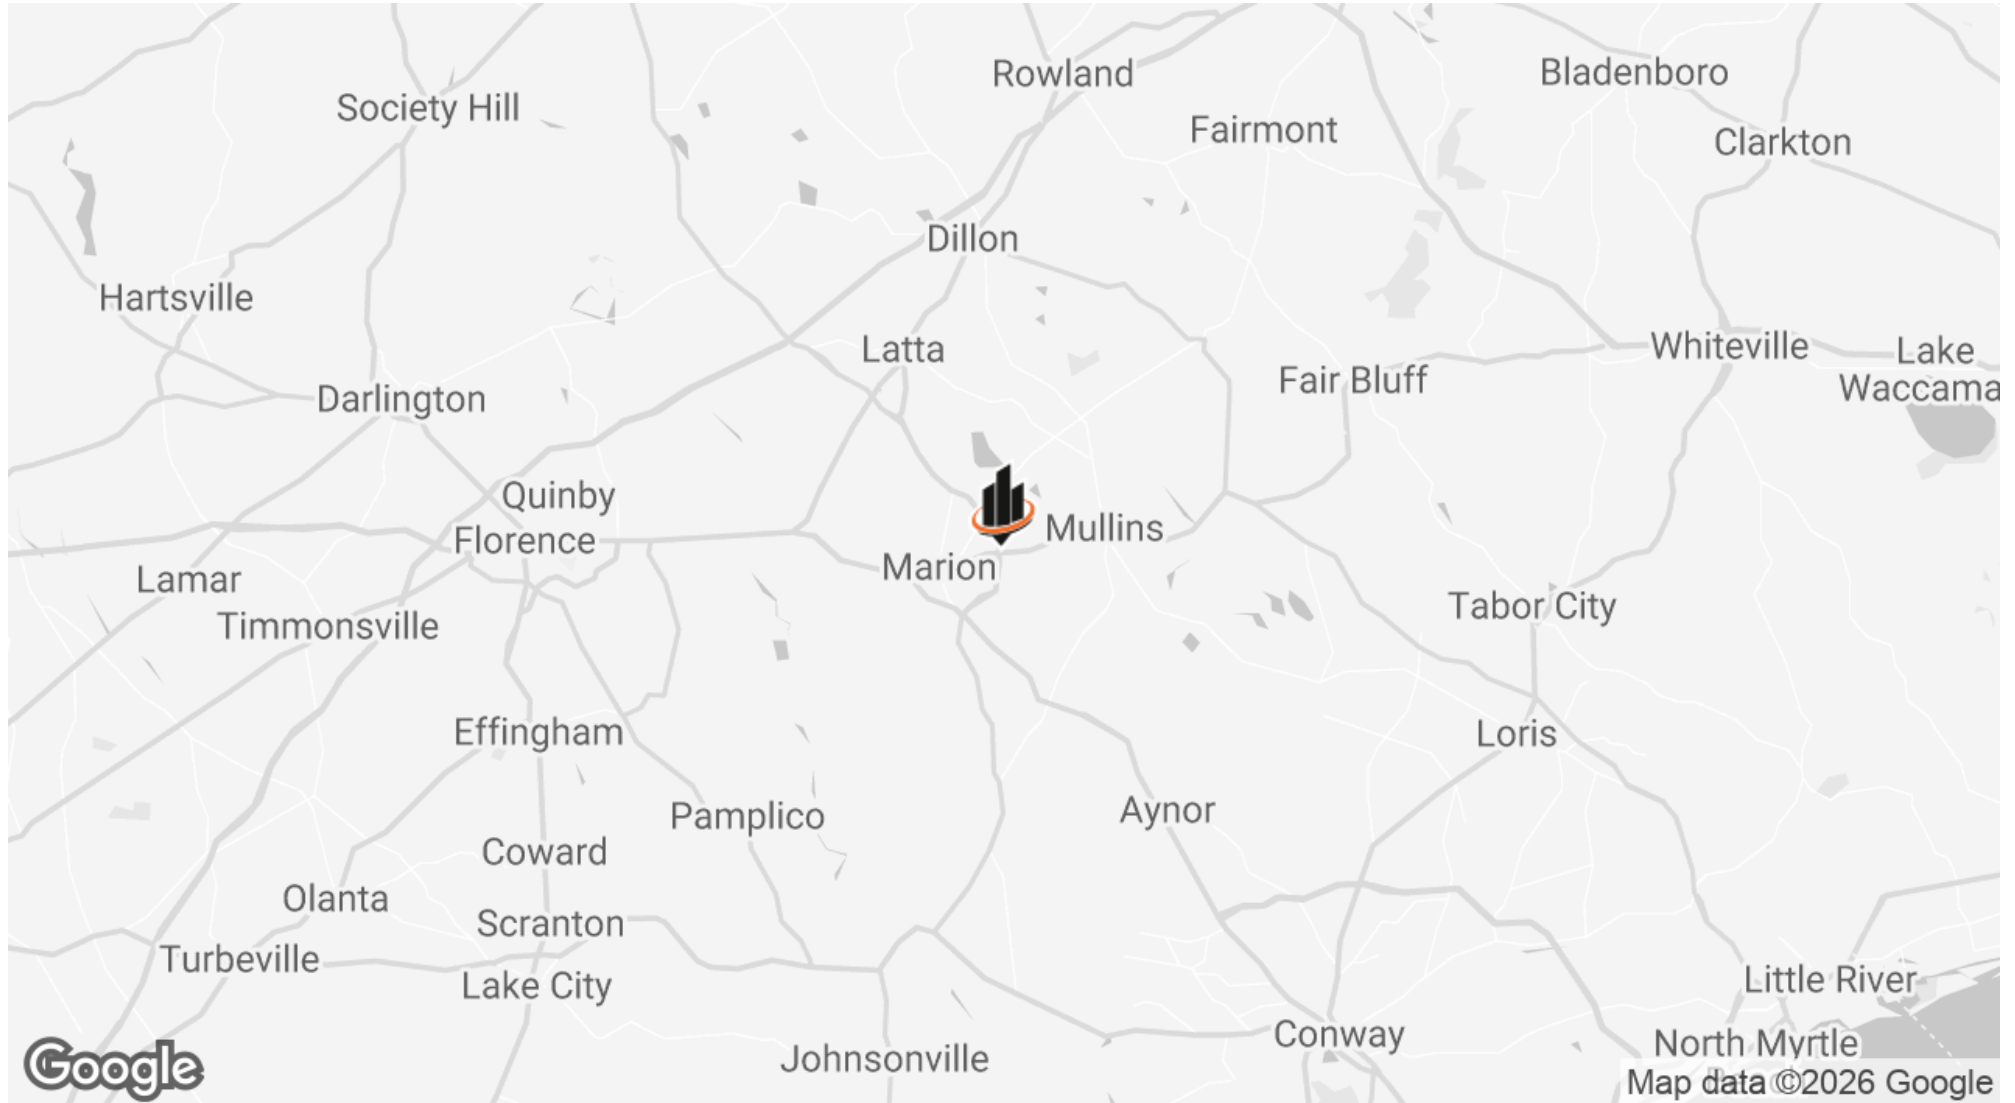 Rowland
Bladenboro
Society Hill
Fairmont
Clarkton
Dillon
Hartsville
Latta
Whiteville
Lake
Waccama
Fair Bluff
Darlington
Quinby
Mullins
Florence
Marion
Lamar
Tabor City
Timmonsville
Effingham
Loris
Aynor
Pamplico
Coward
Olanta
Scranton
Turbeville
Little River
Lake City
Conway
North Myrtle
Johnsonville
Google
Map data ©2026 Google